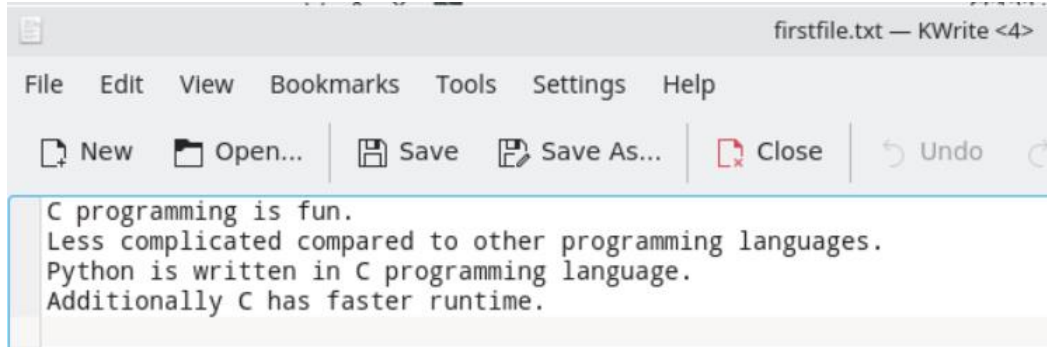 firstfile.txt — KWrite <4>
File Edit View Bookmarks Tools Settings Help
New Open... Save Save As... Close Undo
C programming is fun.
Less complicated compared to other programming languages.
Python is written in C programming language.
Additionally C has faster runtime.